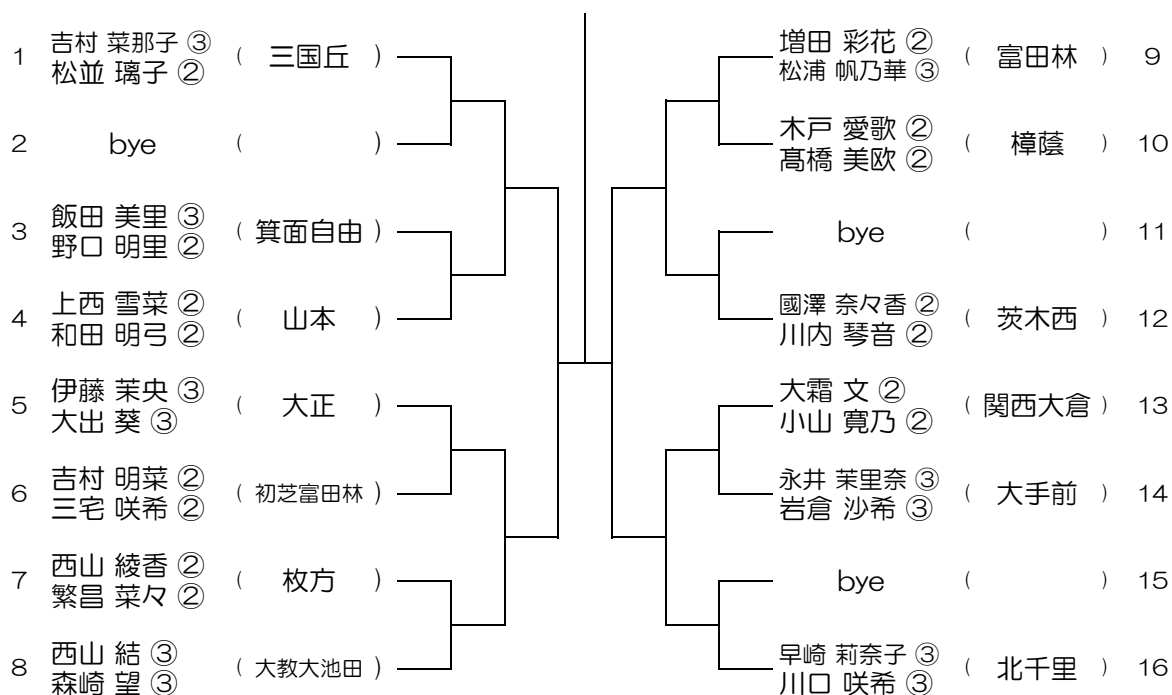 1 吉村 菜那子 ③ ( 三国丘 )
松並 璃子 ②
2 bye ( )
3 飯田 美里 ③ ( 箕面自由 )
野口 明里 ②
4 上西 雪菜 ② ( 山本 )
和田 明弓 ②
5 伊藤 茉央 ③ ( 大正 )
大出 葵 ③
6 吉村 明菜 ② ( 初芝富田林 )
三宅 咲希 ②
7 西山 綾香 ② ( 枚方 )
繁昌 菜々 ②
8 西山 結 ③ ( 大教大池田 )
森崎 望 ③
増田 彩花 ② ( 富田林 ) 9
松浦 帆乃華 ③
木戸 愛歌 ② ( 樟蔭 ) 10
髙橋 美欧 ②
bye ( ) 11
國澤 奈々香 ② ( 茨木西 ) 12
川内 琴音 ②
大霜 文 ② ( 関西大倉 ) 13
小山 寛乃 ②
永井 茉里奈 ③ ( 大手前 ) 14
岩倉 沙希 ③
bye ( ) 15
早崎 莉奈子 ③ ( 北千里 ) 16
川口 咲希 ③